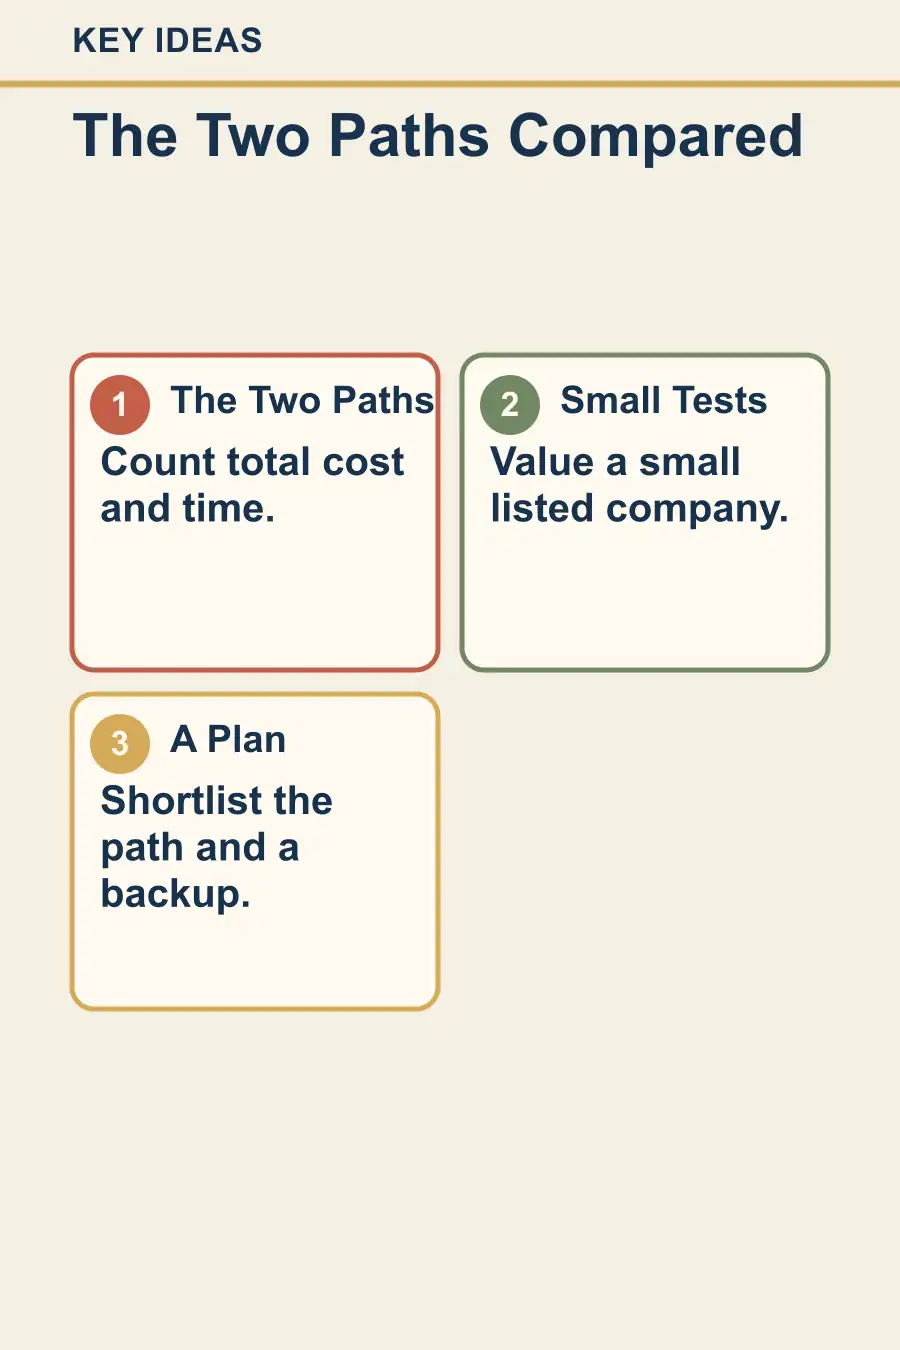 KEY IDEAS
The Two Paths Compared
1 The Two Paths
Count total cost
and time.
2 Small Tests
Value a small
listed company.
3 A Plan
Shortlist the
path and a
backup.